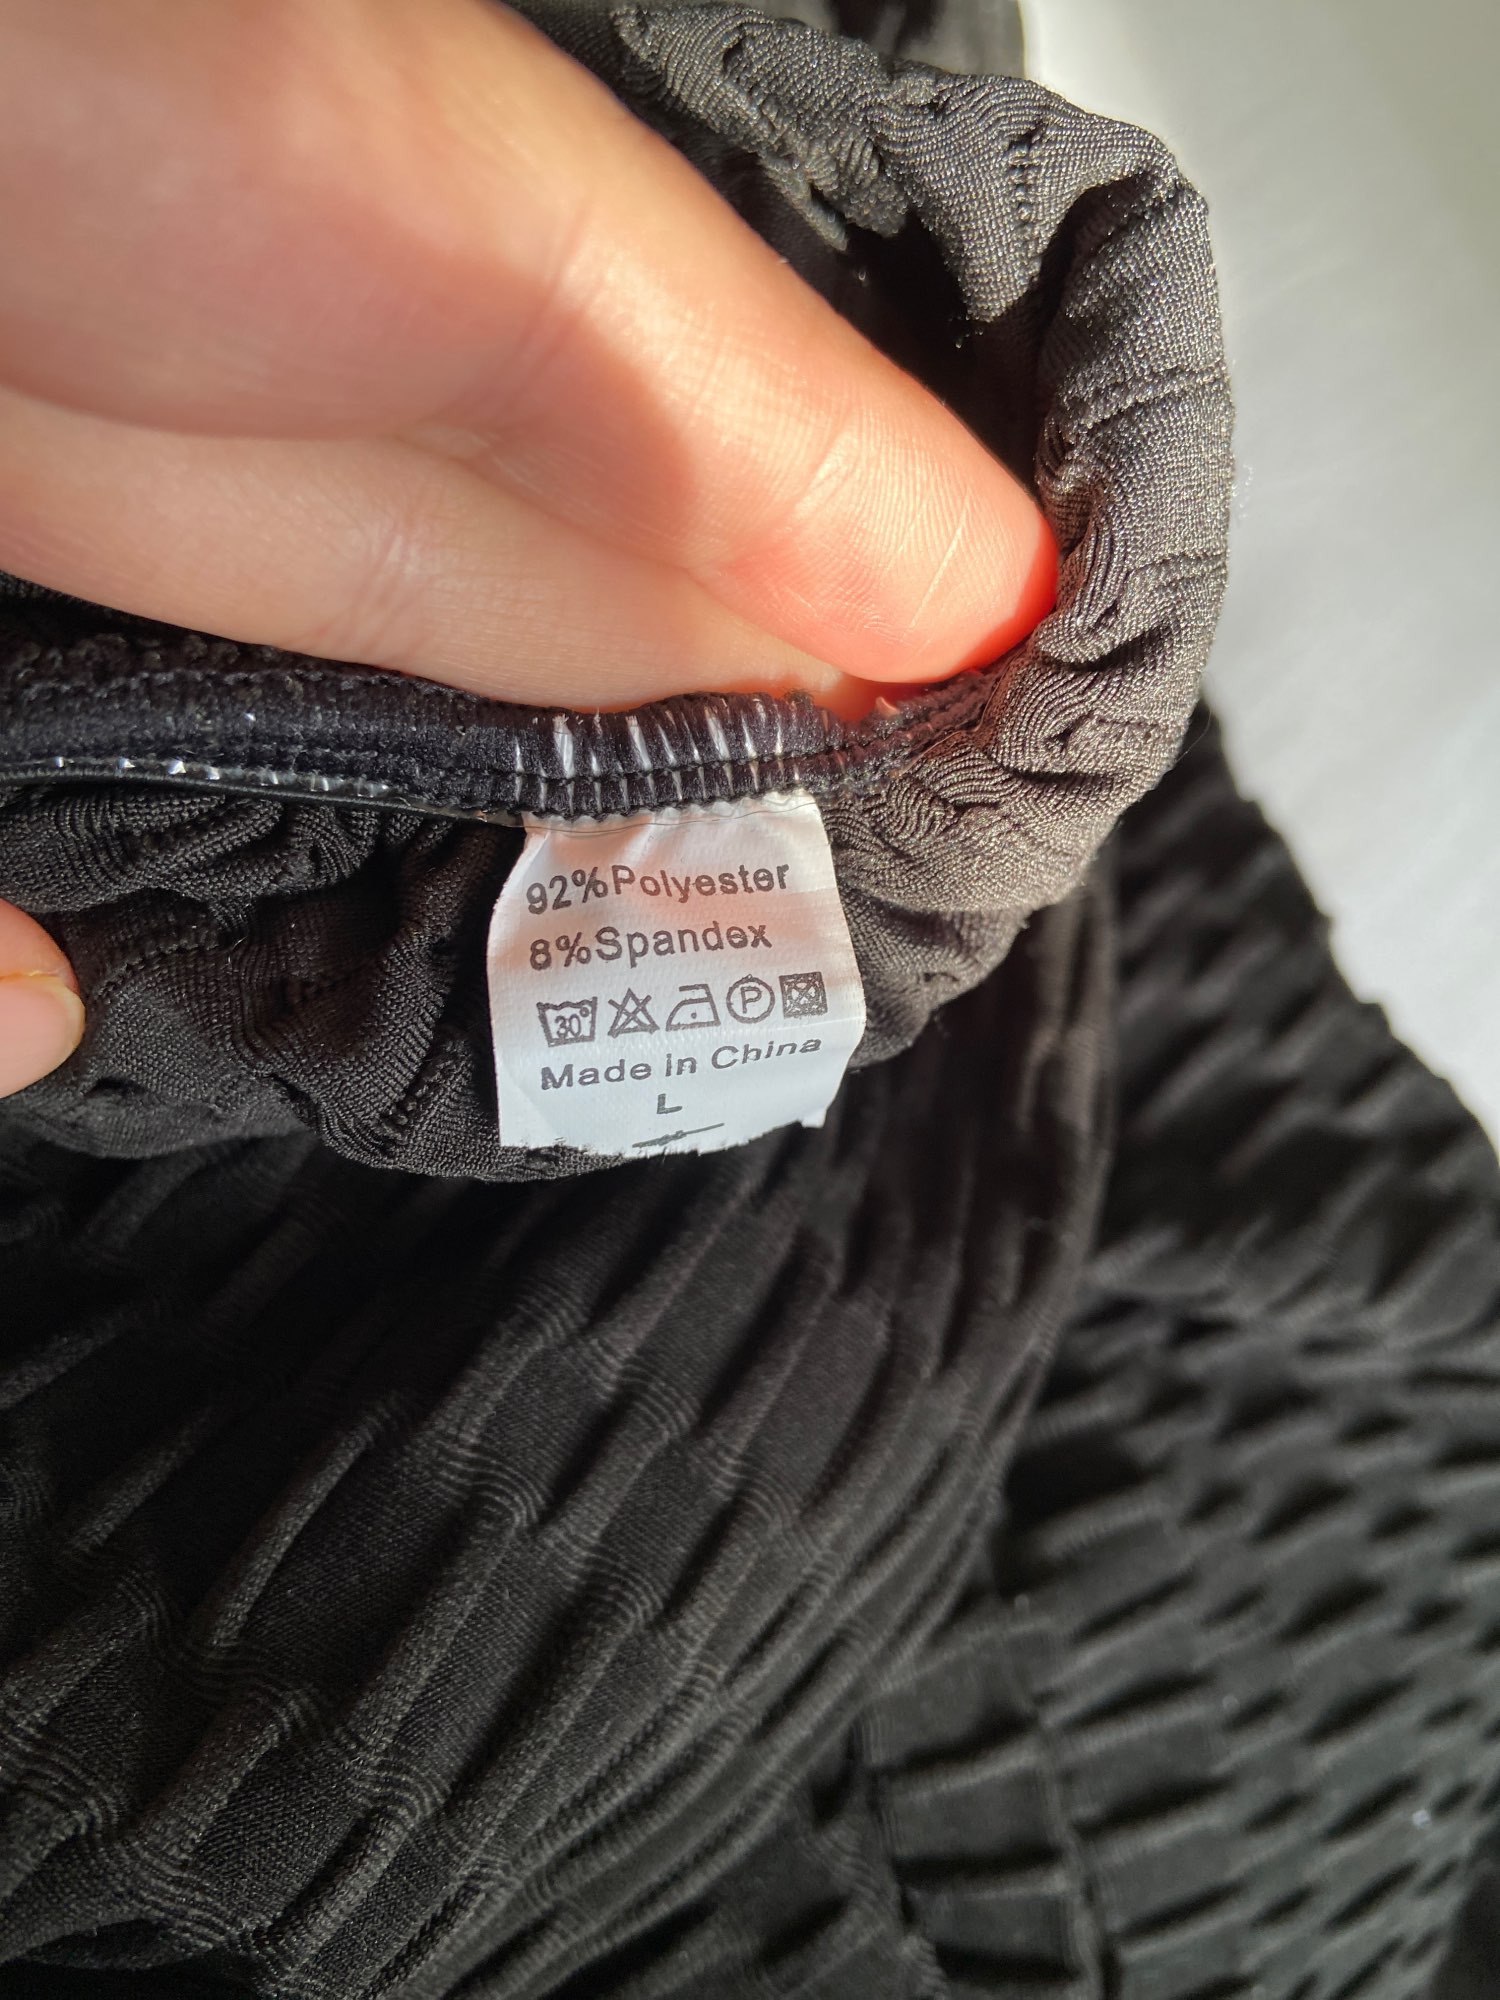 92%Polyester
8%Spandex
30° P
Made in China
L